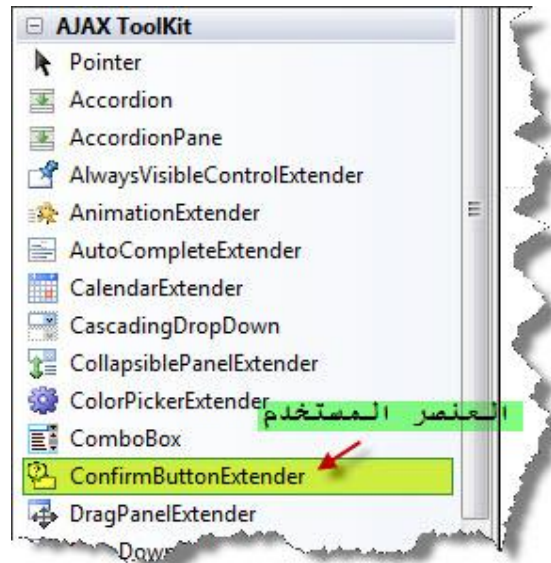 AJAX ToolKit
Pointer
Accordion
AccordionPane
AlwaysVisibleControlExtender
AnimationExtender
AutoCompleteExtender
CalendarExtender
CascadingDropDown
CollapsiblePanelExtender
ColorPickerExtender
العنصر المستخدم
ComboBox
ConfirmButtonExtender
DragPanelExtender